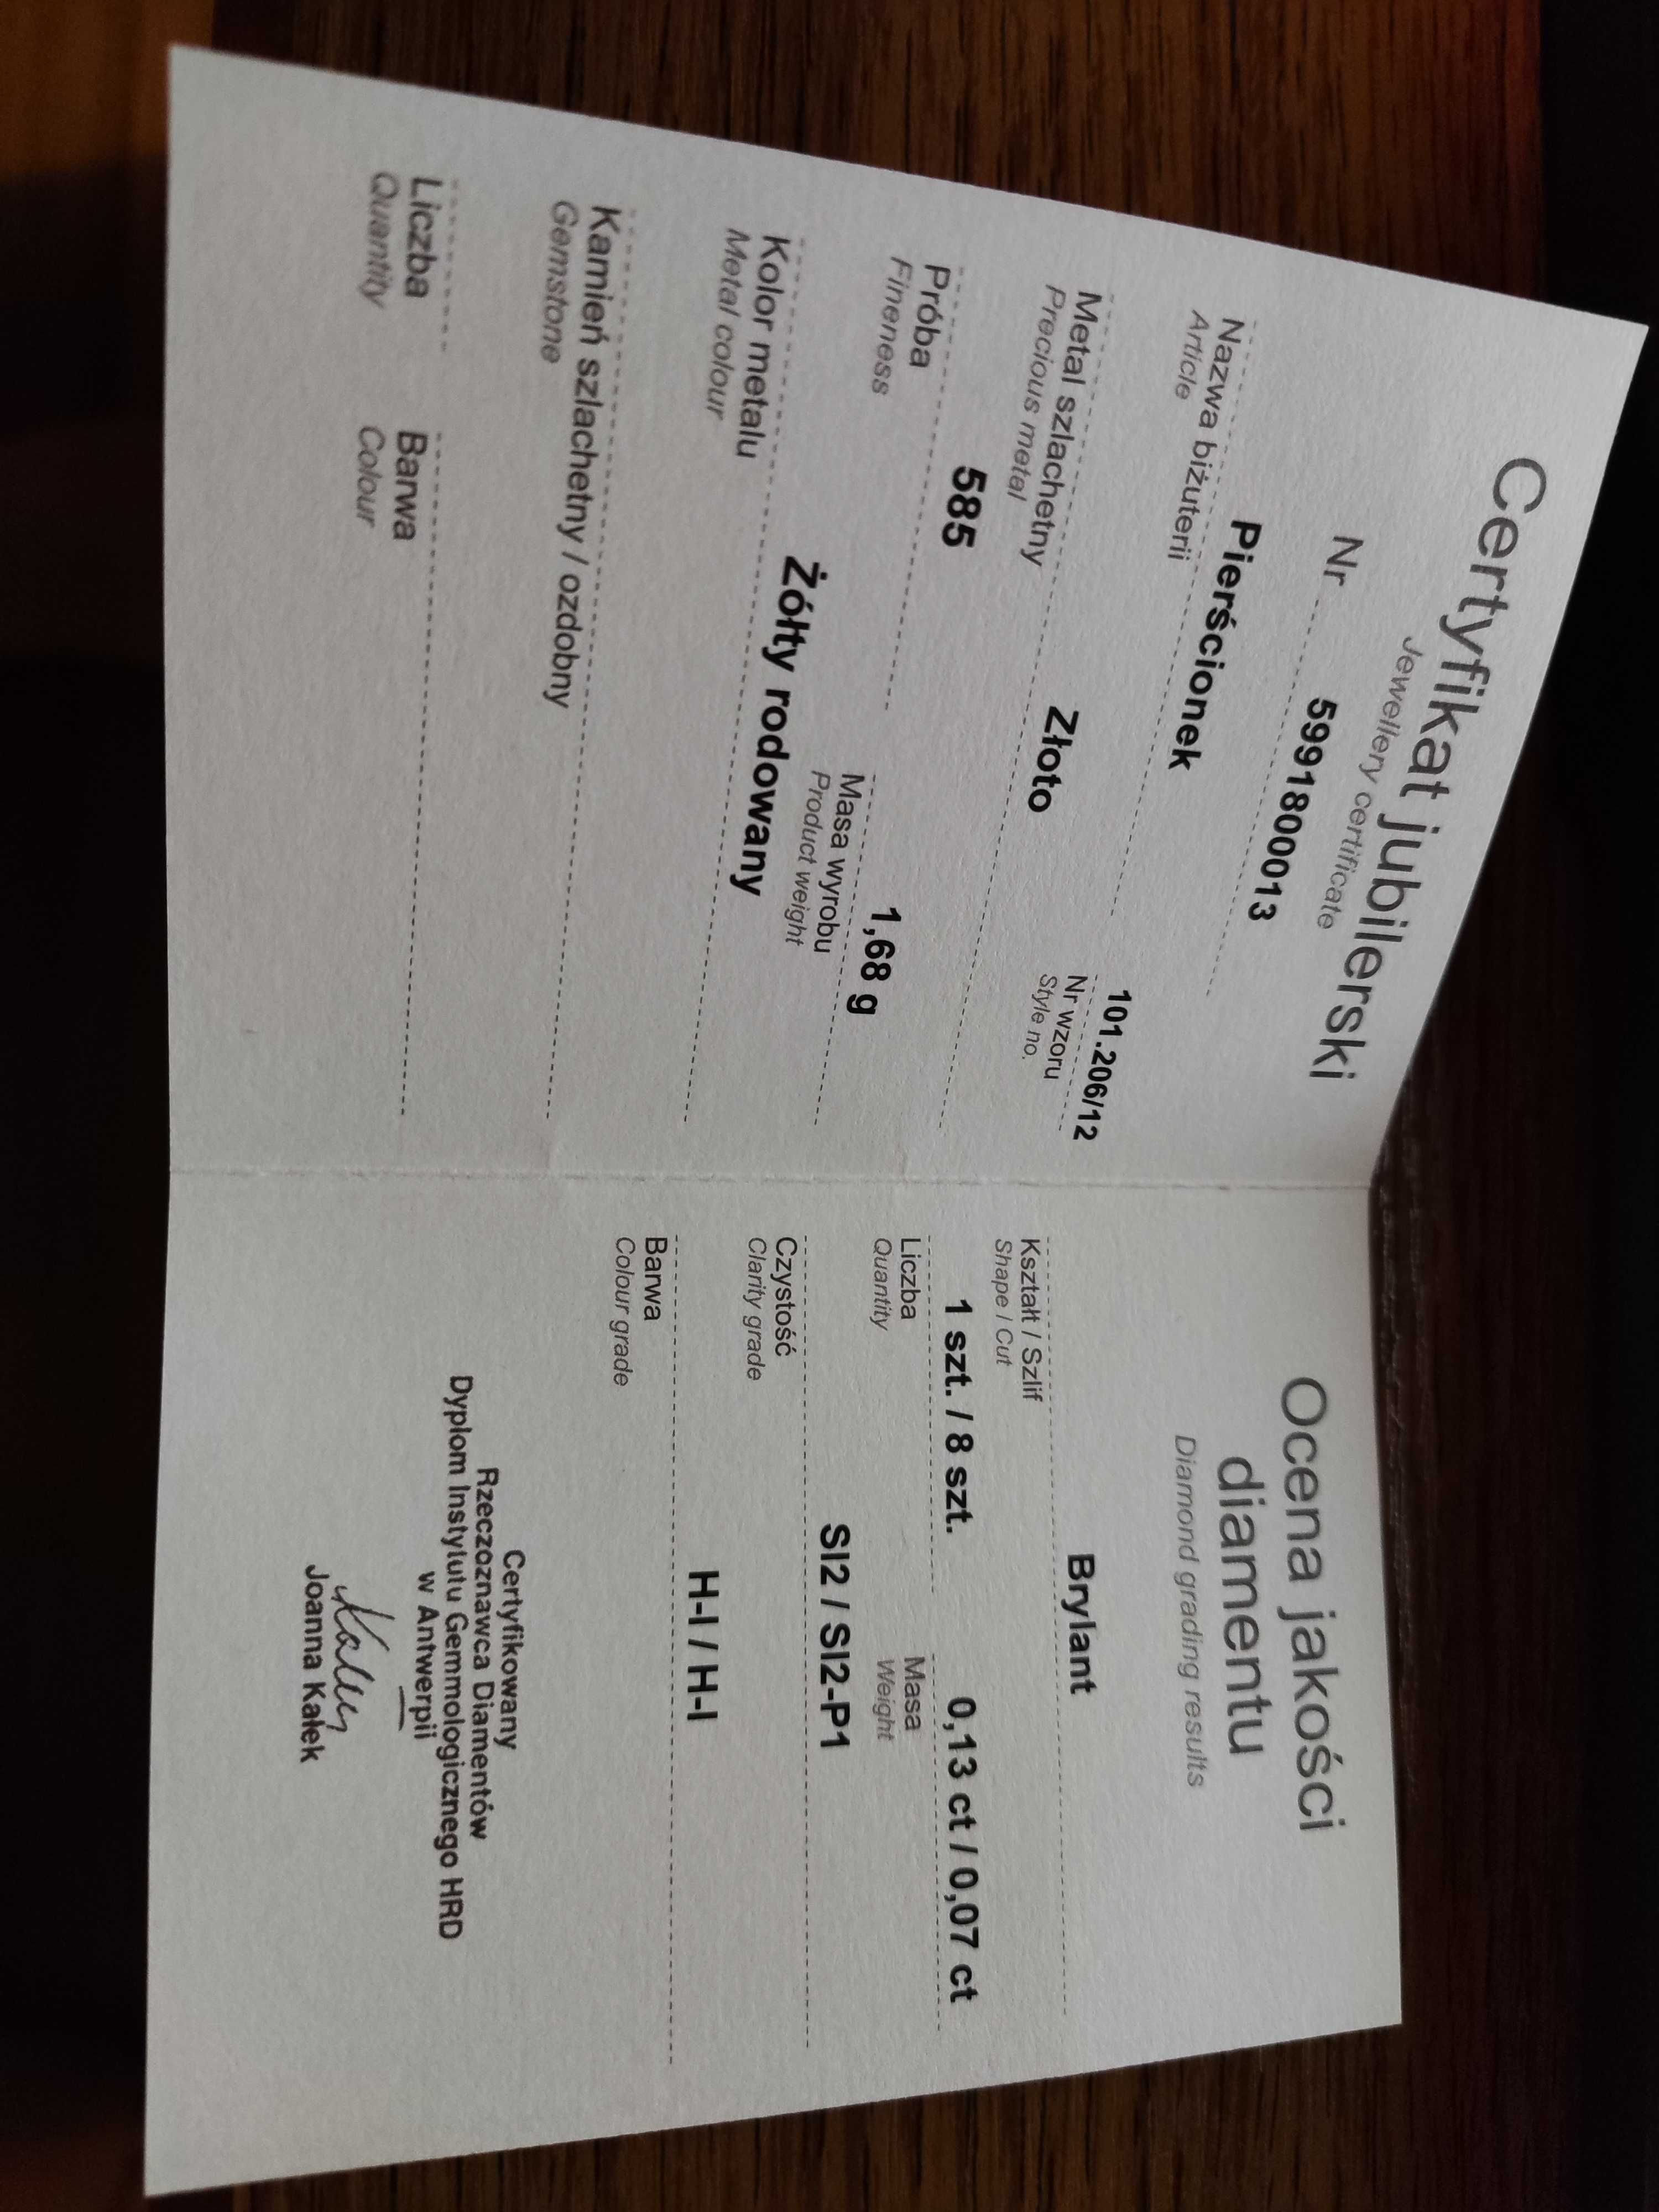 Certyfikat jubilerski
Jewellery certificate
Nr 59918000013
Pierścionek
Nazwa biżuterii
Article
101.206/12
Nr wzoru
Style no.
Złoto
Metal szlachetny
Precious metal
585
Próba
Fineness
1,68 g
Masa wyrobu
Product weight
Żółty rodowany
Kolor metalu
Metal colour
Kamień szlachetny / ozdobny
Gemstone
Liczba
Quantity
Barwa
Colour
Ocena jakości
diamentu
Diamond grading results
Brylant
Kształt / Szlif
Shape / Cut
1 szt. / 8 szt.
Liczba
Quantity
0,13 ct / 0,07 ct
Masa
Weight
SI2 / SI2-P1
Czystość
Clarity grade
H-I / H-I
Barwa
Colour grade
Certyfikowany
Rzeczoznawca Diamentów
Dyplom Instytutu Gemmologicznego HRD
w Antwerpii
Joanna Kałek